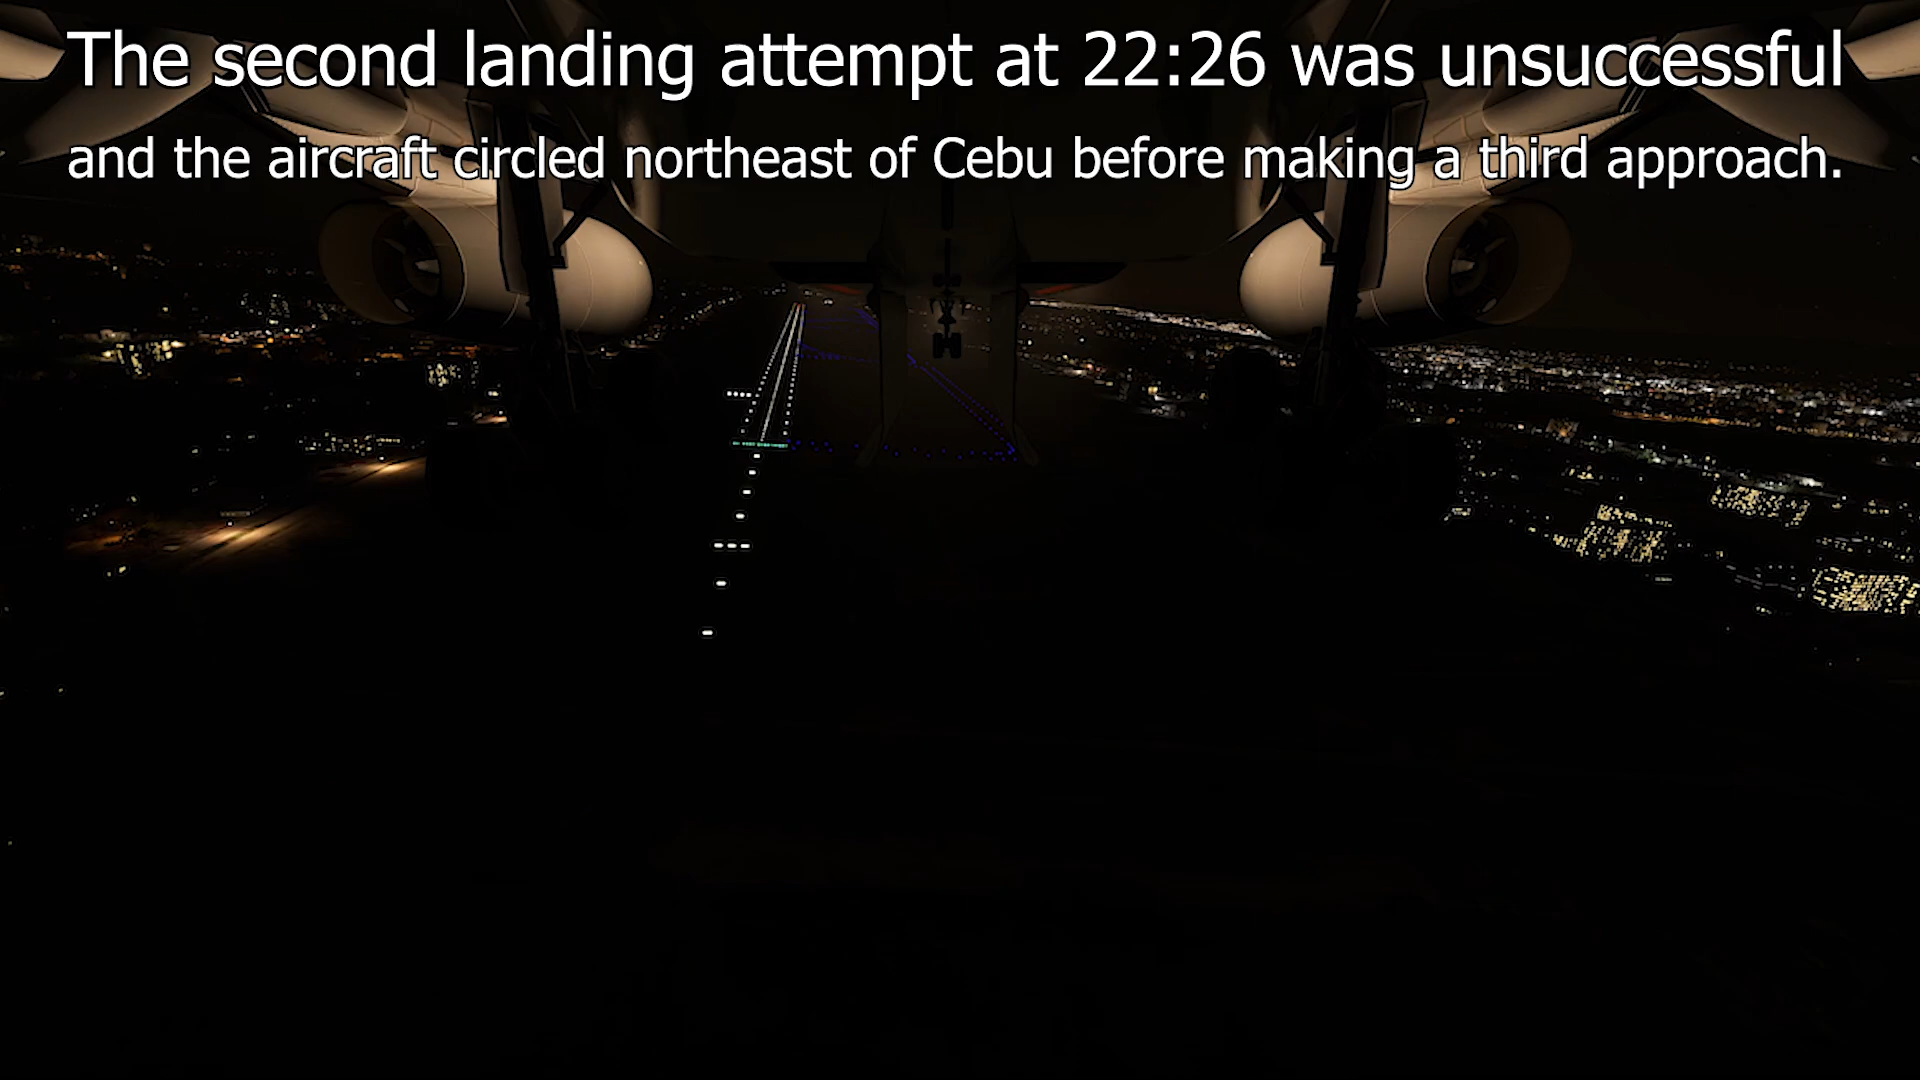 The second landing attempt at 22:26 was unsuccessful
and the aircraft circled northeast of Cebu before making a third approach.